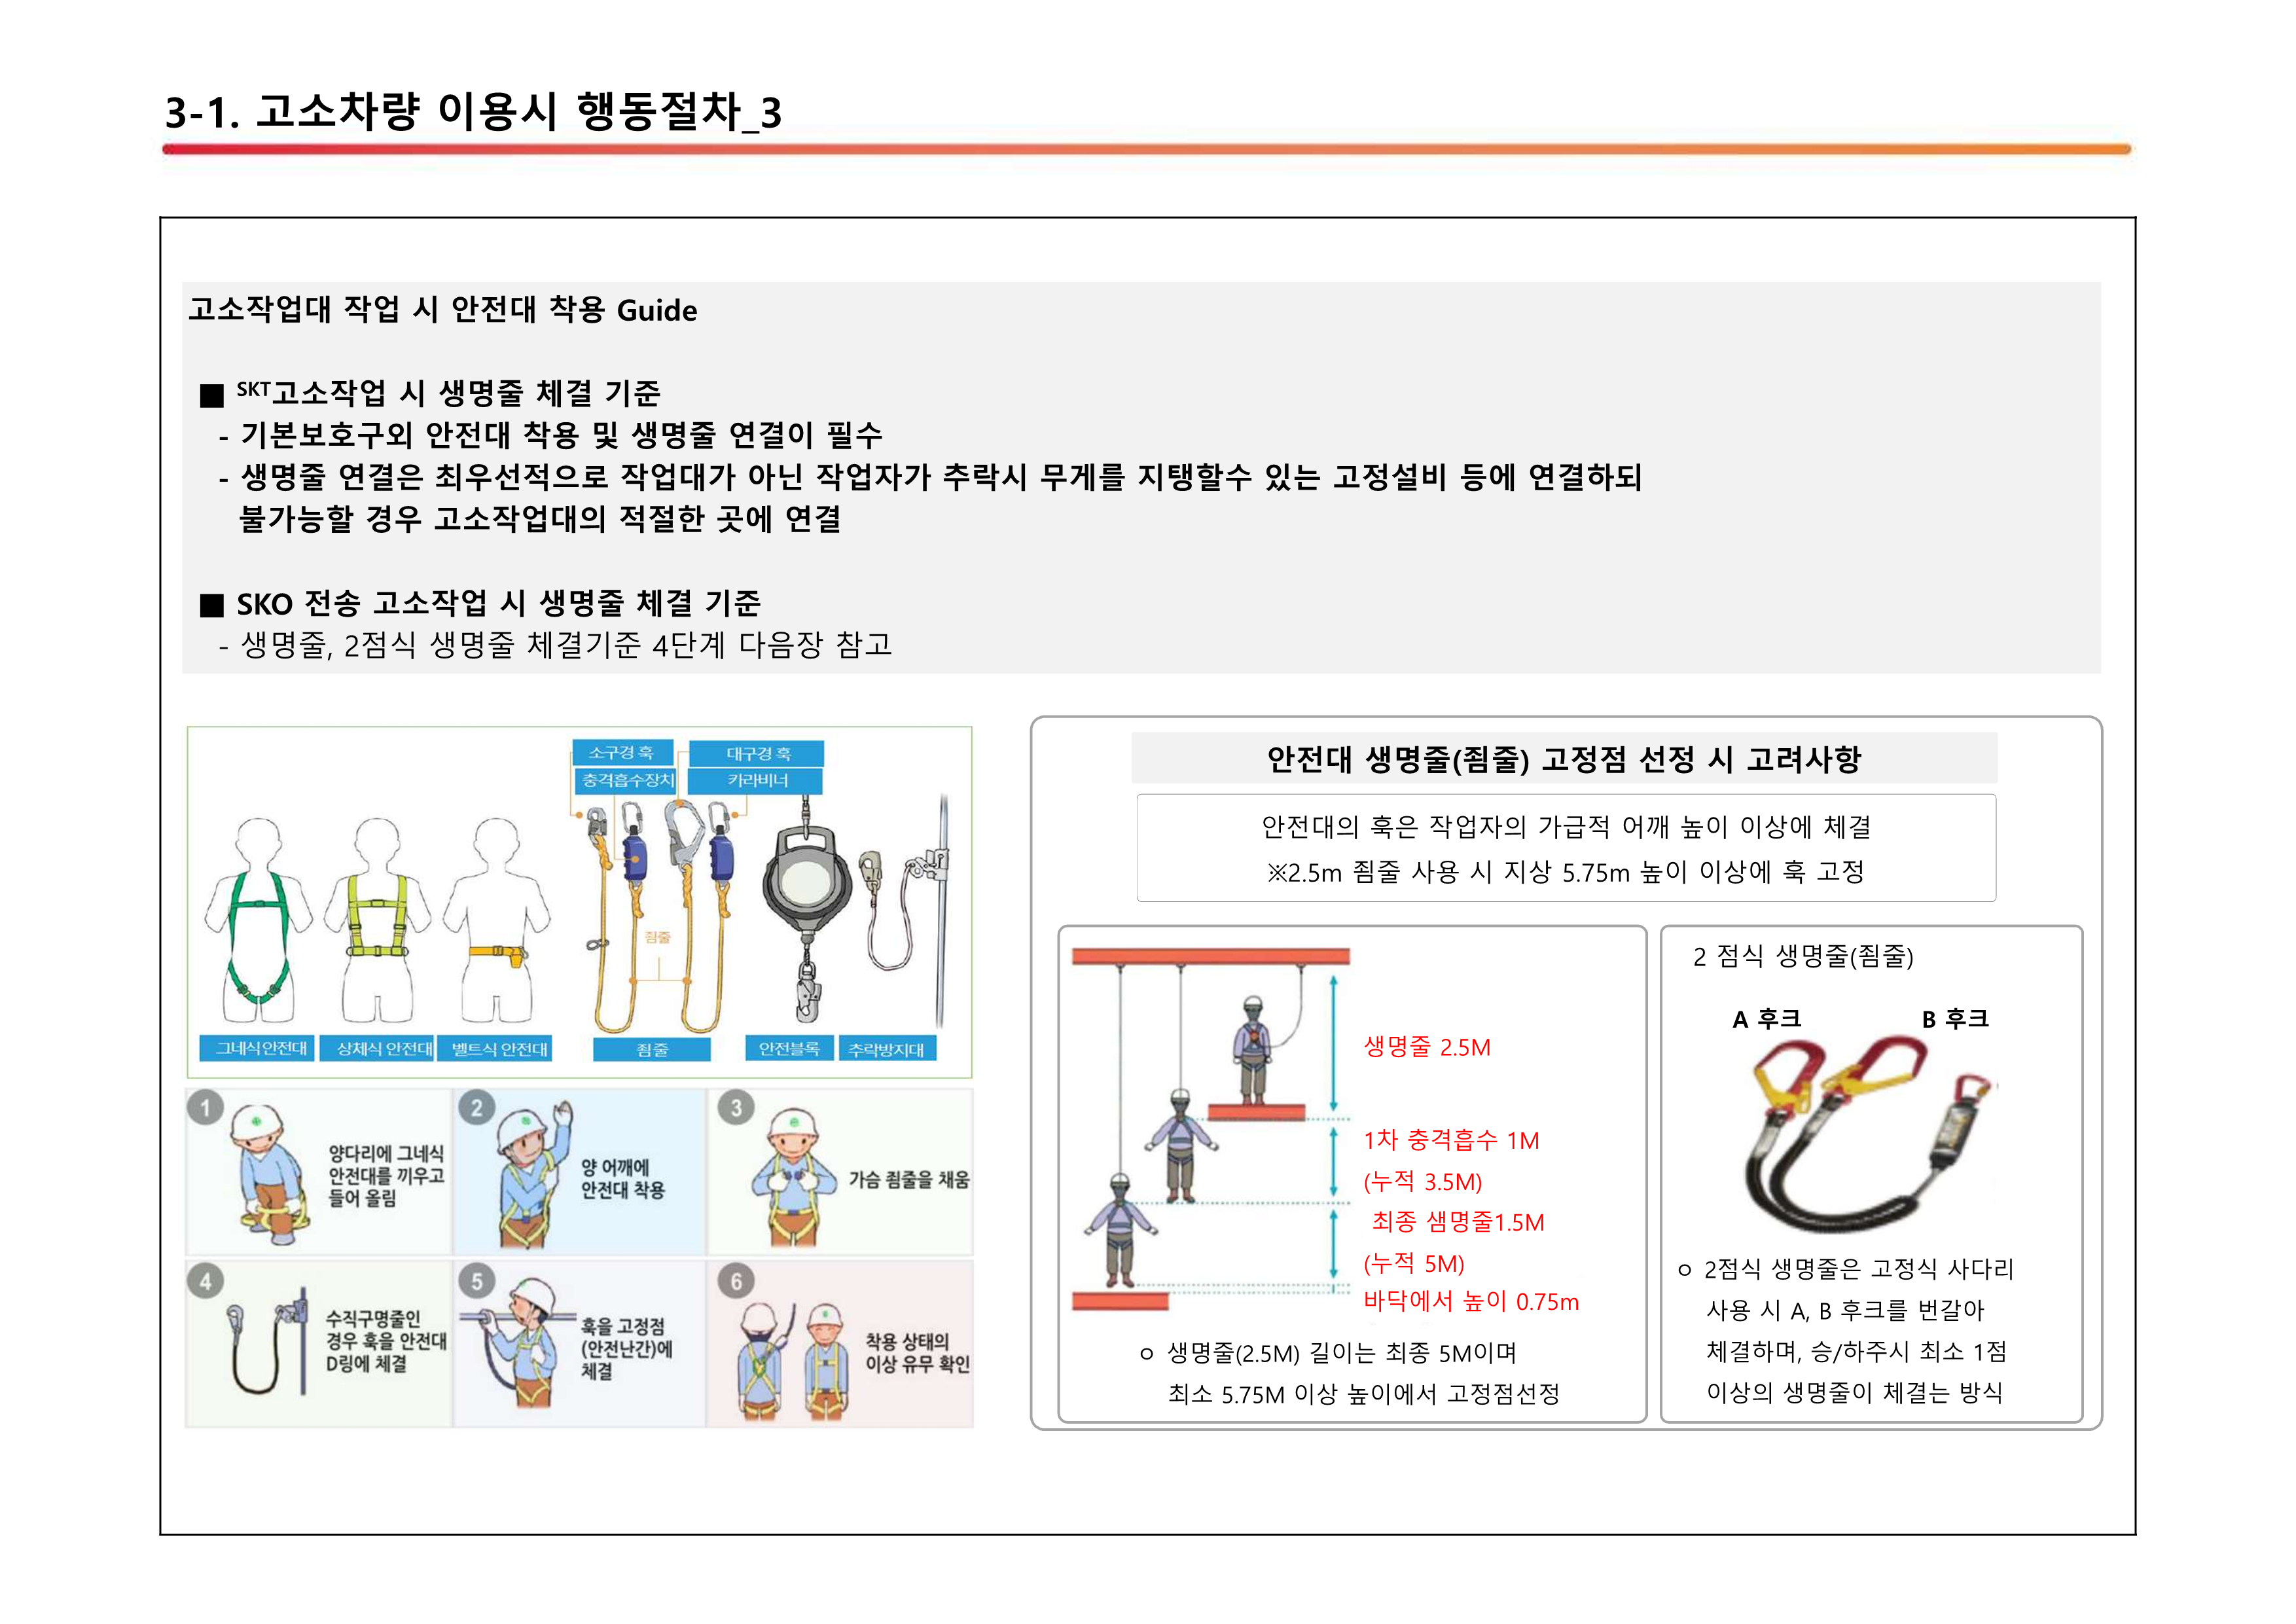 3-1. 고소차량 이용시 행동절차_3
고소작업대 작업 시 안전대 착용 Guide
■ SKT고소작업 시 생명줄 체결 기준
- 기본보호구외 안전대 착용 및 생명줄 연결이 필수
- 생명줄 연결은 최우선적으로 작업대가 아닌 작업자가 추락시 무게를 지탱할수 있는 고정설비 등에 연결하되
불가능할 경우 고소작업대의 적절한 곳에 연결
■ SKO 전송 고소작업 시 생명줄 체결 기준
- 생명줄, 2점식 생명줄 체결기준 4단계 다음장 참고
소구경 훅
대구경 훅
충격흡수장치
카라비너
죔줄
그네식안전대
상체식 안전대
벨트식 안전대
죔줄
안전블록
추락방지대
1
양다리에 그네식
안전대를 끼우고
들어 올림
2
양 어깨에
안전대 착용
3
가슴 죔줄을 채움
4
수직구명줄인
경우 훅을 안전대
D링에 체결
5
훅을 고정점
(안전난간)에
체결
6
착용 상태의
이상 유무 확인
안전대 생명줄(죔줄) 고정점 선정 시 고려사항
안전대의 훅은 작업자의 가급적 어깨 높이 이상에 체결
※2.5m 죔줄 사용 시 지상 5.75m 높이 이상에 훅 고정
생명줄 2.5M
1차 충격흡수 1M
(누적 3.5M)
최종 샘명줄1.5M
(누적 5M)
바닥에서 높이 0.75m
ㅇ 생명줄(2.5M) 길이는 최종 5M이며
최소 5.75M 이상 높이에서 고정점선정
2 점식 생명줄(죔줄)
A 후크
B 후크
ㅇ 2점식 생명줄은 고정식 사다리
사용 시 A, B 후크를 번갈아
체결하며, 승/하주시 최소 1점
이상의 생명줄이 체결는 방식